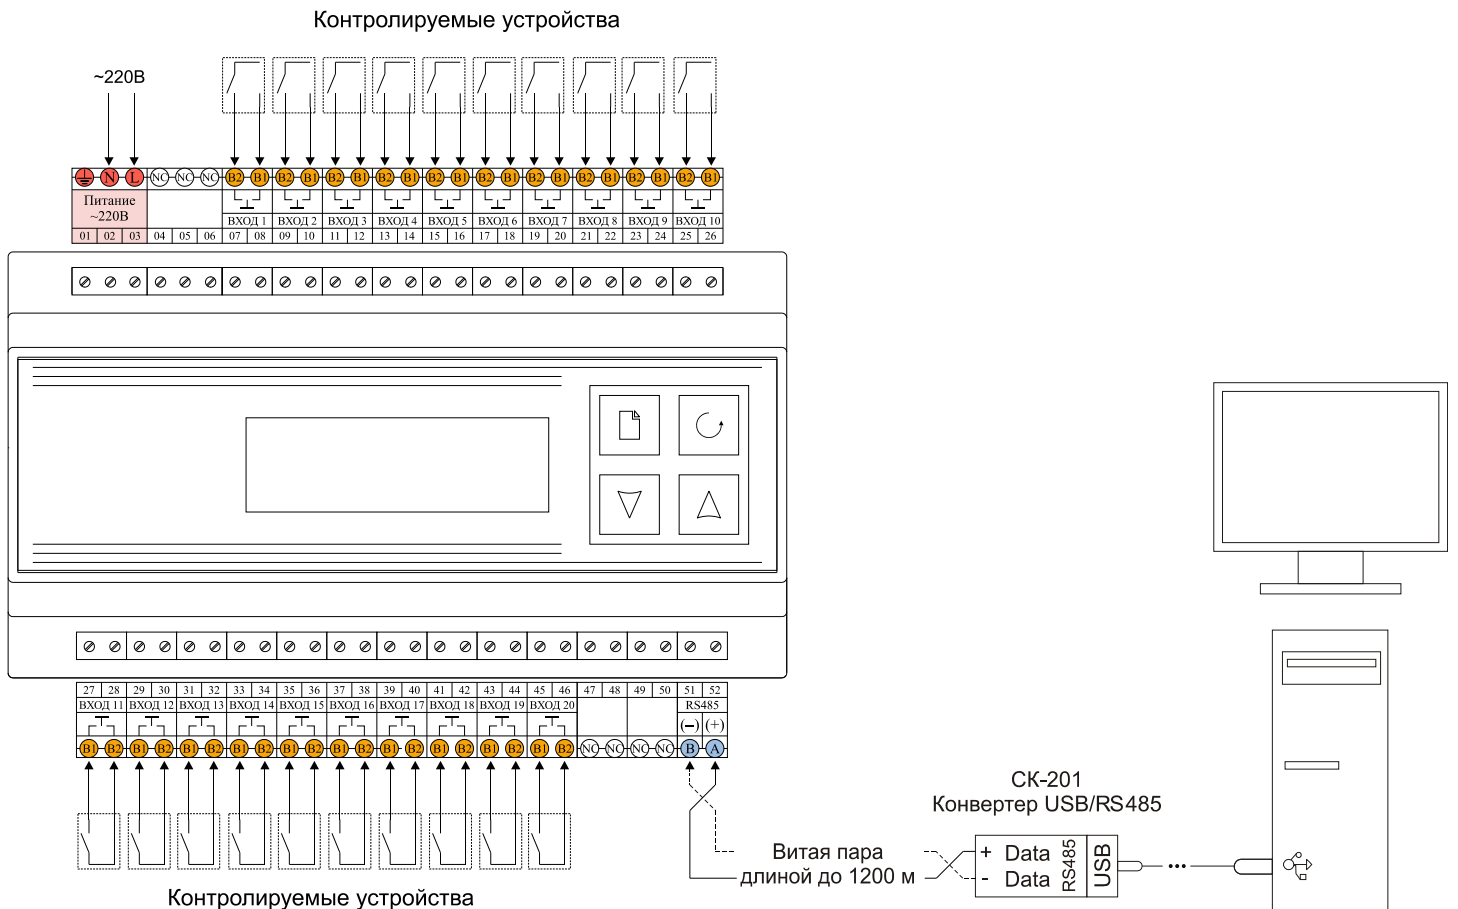 Контролируемые устройства
~220В
N L NC NC NC B2 B1 B2 B1 B2 B1 B2 B1 B2 B1 B2 B1 B2 B1 B2 B1 B2 B1 B2 B1
Питание
~220В
ВХОД 1 ВХОД 2 ВХОД 3 ВХОД 4 ВХОД 5 ВХОД 6 ВХОД 7 ВХОД 8 ВХОД 9 ВХОД 10
01 02 03 04 05 06 07 08 09 10 11 12 13 14 15 16 17 18 19 20 21 22 23 24 25 26
27 28 29 30 31 32 33 34 35 36 37 38 39 40 41 42 43 44 45 46 47 48 49 50 51 52
ВХОД 11 ВХОД 12 ВХОД 13 ВХОД 14 ВХОД 15 ВХОД 16 ВХОД 17 ВХОД 18 ВХОД 19 ВХОД 20 RS485
(–) (+)
B1 B2 B1 B2 B1 B2 B1 B2 B1 B2 B1 B2 B1 B2 B1 B2 B1 B2 B1 B2 NC NC NC NC B A
СК-201
Конвертер USB/RS485
Витая пара
длиной до 1200 м
+ Data
- Data
RS485
USB
...
Контролируемые устройства